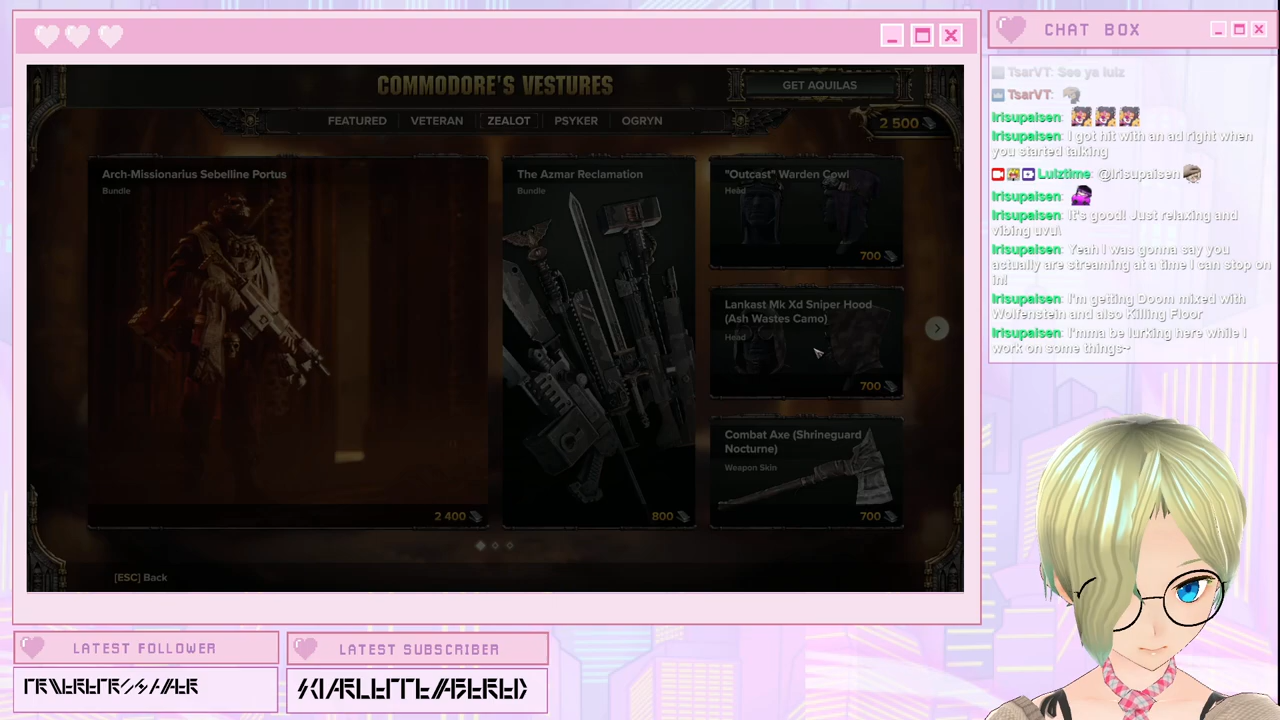 COMMODORE'S VESTURES
GET AQUILAS
FEATURED
VETERAN
ZEALOT
PSYKER
OGRYN
2 500
Arch-Missionarius Sebelline Portus
Bundle
2 400
The Azmar Reclamation
Bundle
800
"Outcast" Warden Cowl
Head
700
Lankast Mk Xd Sniper Hood
(Ash Wastes Camo)
Head
700
Combat Axe (Shrineguard
Nocturne)
Weapon Skin
700
[ESC] Back
CHAT BOX
TsarVT: See ya lulz
TsarVT:
Irisupaisen:
Irisupaisen: I got hit with an ad right when
you started talking
Lulztime: @Irisupaisen
Irisupaisen:
Irisupaisen: It's good! Just relaxing and
vibing uvu\
Irisupaisen: Yeah I was gonna say you
actually are streaming at a time I can stop on
in!
Irisupaisen: I'm getting Doom mixed with
Wolfenstein and also Killing Floor
Irisupaisen: I'mma be lurking here while I
work on some things~
LATEST FOLLOWER
LATEST SUBSCRIBER